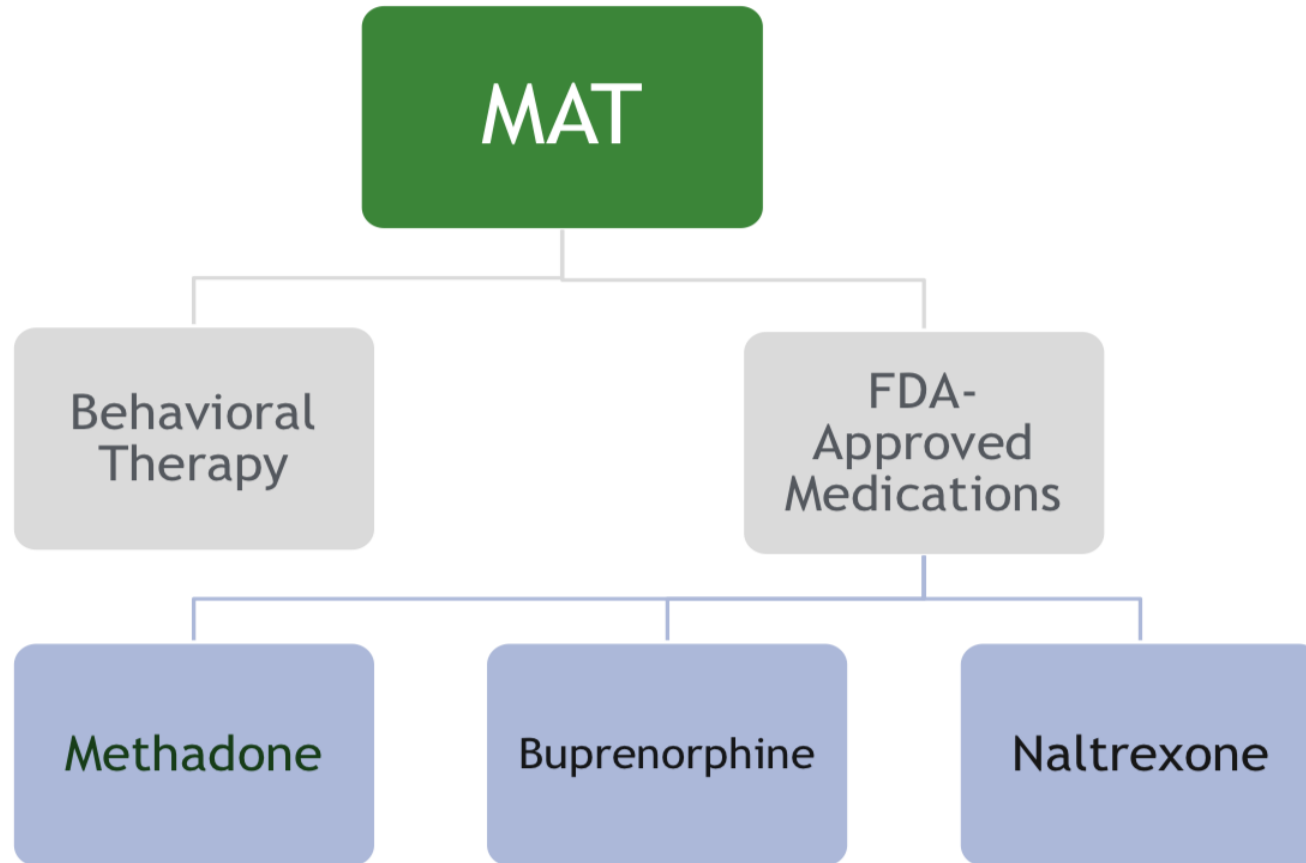 MAT
Behavioral
Therapy
FDA-
Approved
Medications
Methadone
Buprenorphine
Naltrexone